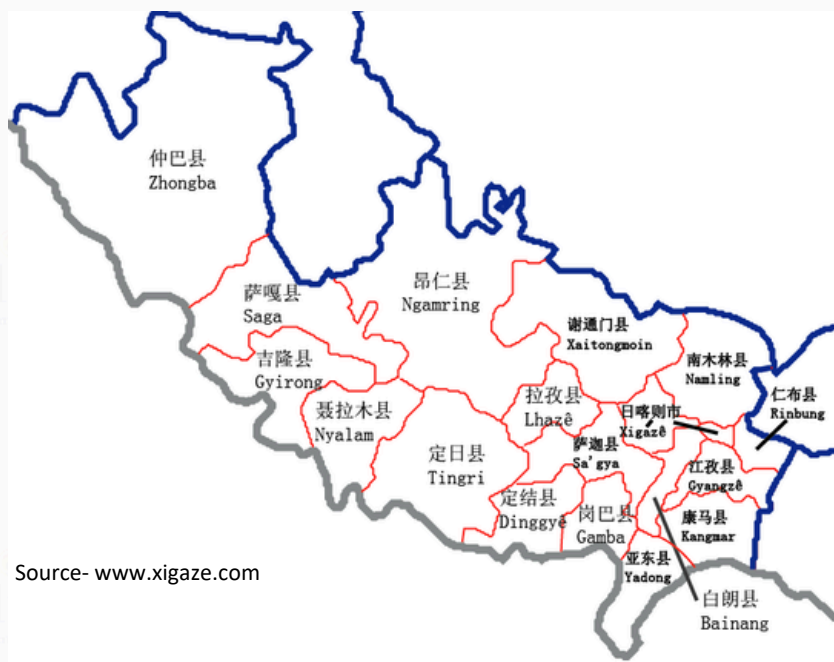 仲巴县
Zhongba
萨嘎县
Saga
昂仁县
Ngamring
谢通门县
Xaitongmoin
南木林县
Namling
吉隆县
Gyirong
聂拉木县
Nyalam
拉孜县
Lhazê
日喀则市
Xigazê
仁布县
Rinbung
定日县
Tingri
萨迦县
Sa'gya
江孜县
Gyangzê
定结县
Dinggyê
岗巴县
Gamba
康马县
Kangmar
亚东县
Yadong
白朗县
Bainang
Source- www.xigaze.com